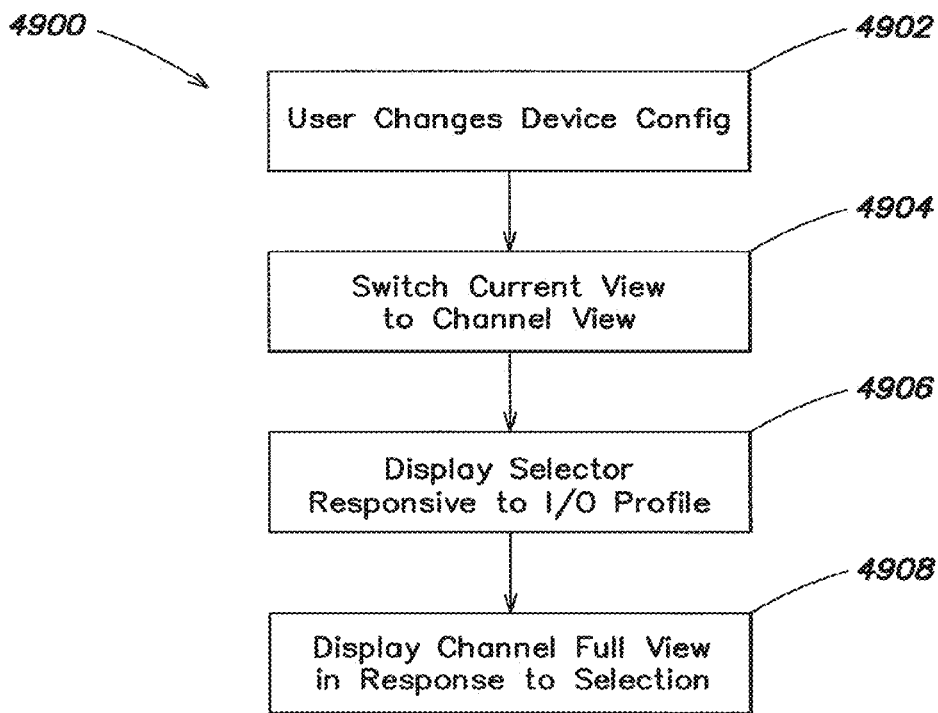 4900
4902
User Changes Device Config
4904
Switch Current View
to Channel View
4906
Display Selector
Responsive to I/O Profile
4908
Display Channel Full View
in Response to Selection